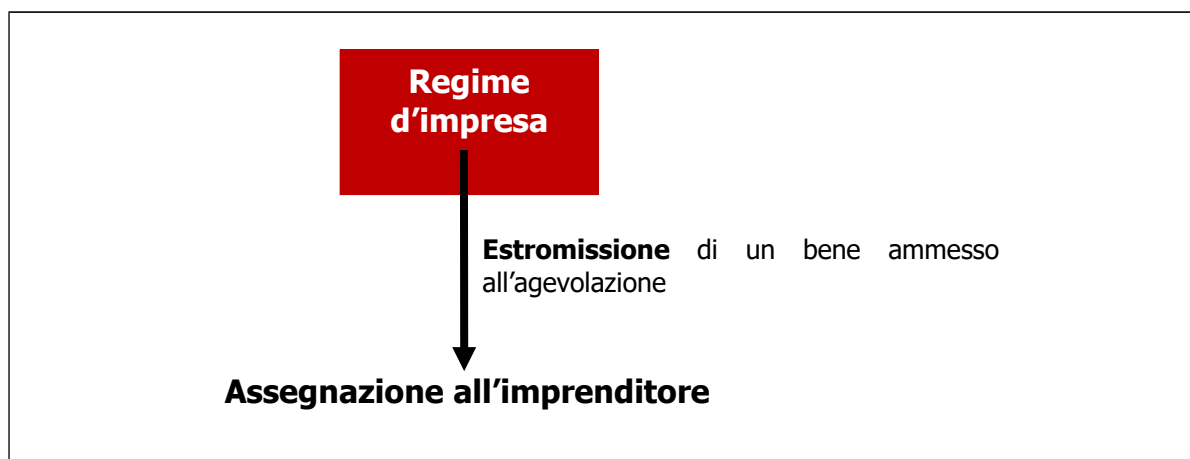 Regime
d’impresa
Estromissione di un bene ammesso
all’agevolazione
Assegnazione all’imprenditore